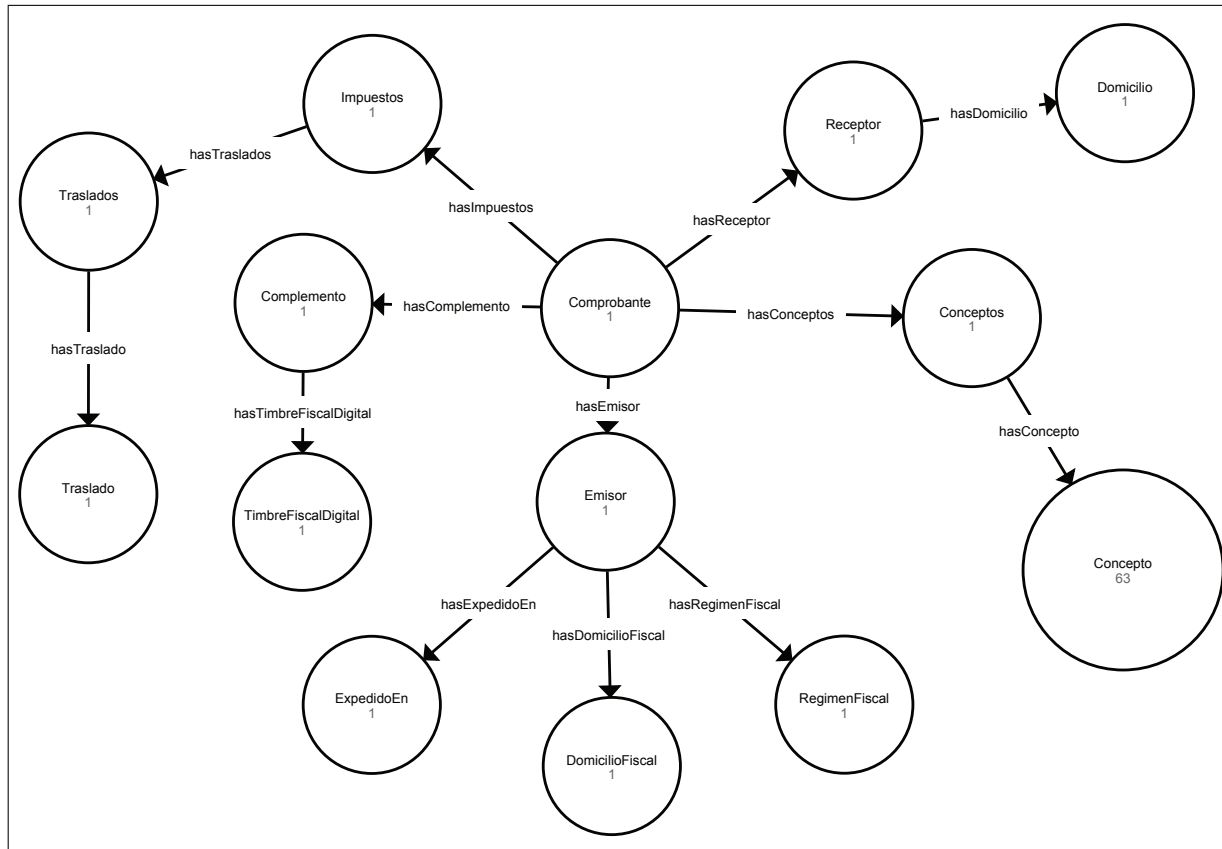 Impuestos
1
Domicilio
1
Receptor
1
hasDomicilio
hasTraslados
Traslados
1
hasImpuestos
hasReceptor
Complemento
1
hasComplemento
Comprobante
1
hasConceptos
Conceptos
1
hasTraslado
hasTimbreFiscalDigital
hasEmisor
hasConcepto
Traslado
1
TimbreFiscalDigital
1
Emisor
1
Concepto
63
hasExpedidoEn
hasDomicilioFiscal
hasRegimenFiscal
ExpedidoEn
1
DomicilioFiscal
1
RegimenFiscal
1